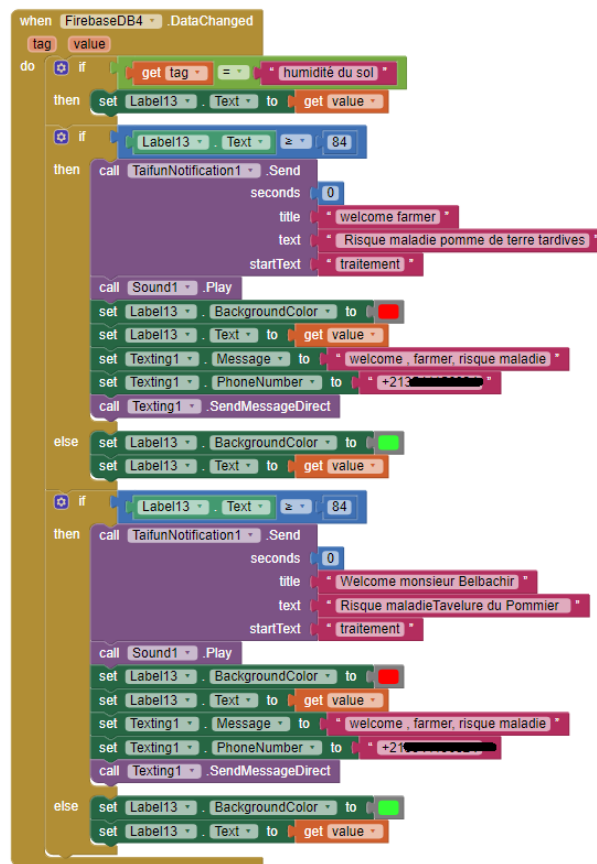 when FirebaseDB4 .DataChanged
tag value
do if get tag = " humidité du sol "
then set Label13 . Text to get value
if Label13 . Text ≥ 84
then call TaifunNotification1 .Send
seconds 0
title " welcome farmer "
text " Risque maladie pomme de terre tardives "
startText " traitement "
call Sound1 .Play
set Label13 . BackgroundColor to
set Label13 . Text to get value
set Texting1 . Message to " welcome , farmer, risque maladie "
set Texting1 . PhoneNumber to " +213 "
call Texting1 .SendMessageDirect
else set Label13 . BackgroundColor to
set Label13 . Text to get value
if Label13 . Text ≥ 84
then call TaifunNotification1 .Send
seconds 0
title " Welcome monsieur Belbachir "
text " Risque maladieTavelure du Pommier "
startText " traitement "
call Sound1 .Play
set Label13 . BackgroundColor to
set Label13 . Text to get value
set Texting1 . Message to " welcome , farmer, risque maladie "
set Texting1 . PhoneNumber to " +21 "
call Texting1 .SendMessageDirect
else set Label13 . BackgroundColor to
set Label13 . Text to get value